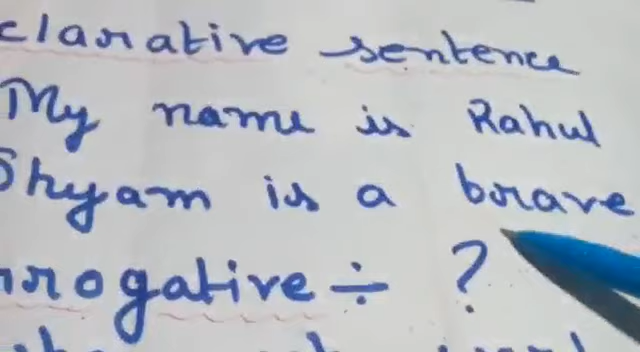 clarative sentence
My name is Rahul
Shyam is a brave
rrogative ÷ ?